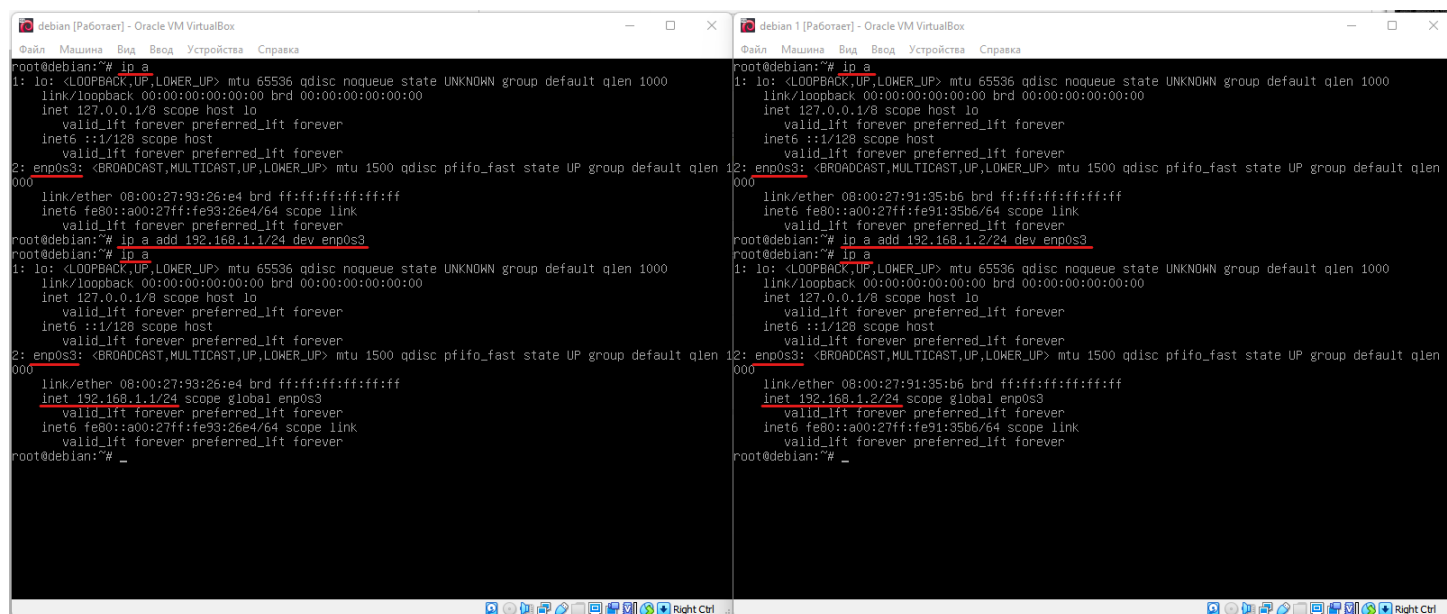 debian [Работает] - Oracle VM VirtualBox
Файл Машина Вид Ввод Устройства Справка
root@debian:~# ip a
1: lo: <LOOPBACK,UP,LOWER_UP> mtu 65536 qdisc noqueue state UNKNOWN group default qlen 1000
    link/loopback 00:00:00:00:00:00 brd 00:00:00:00:00:00
    inet 127.0.0.1/8 scope host lo
       valid_lft forever preferred_lft forever
    inet6 ::1/128 scope host
       valid_lft forever preferred_lft forever
2: enp0s3: <BROADCAST,MULTICAST,UP,LOWER_UP> mtu 1500 qdisc pfifo_fast state UP group default qlen 1
000
    link/ether 08:00:27:93:26:e4 brd ff:ff:ff:ff:ff:ff
    inet6 fe80::a00:27ff:fe93:26e4/64 scope link
       valid_lft forever preferred_lft forever
root@debian:~# ip a add 192.168.1.1/24 dev enp0s3
root@debian:~# ip a
1: lo: <LOOPBACK,UP,LOWER_UP> mtu 65536 qdisc noqueue state UNKNOWN group default qlen 1000
    link/loopback 00:00:00:00:00:00 brd 00:00:00:00:00:00
    inet 127.0.0.1/8 scope host lo
       valid_lft forever preferred_lft forever
    inet6 ::1/128 scope host
       valid_lft forever preferred_lft forever
2: enp0s3: <BROADCAST,MULTICAST,UP,LOWER_UP> mtu 1500 qdisc pfifo_fast state UP group default qlen 1
000
    link/ether 08:00:27:93:26:e4 brd ff:ff:ff:ff:ff:ff
    inet 192.168.1.1/24 scope global enp0s3
       valid_lft forever preferred_lft forever
    inet6 fe80::a00:27ff:fe93:26e4/64 scope link
       valid_lft forever preferred_lft forever
root@debian:~# _
Right Ctrl
debian 1 [Работает] - Oracle VM VirtualBox
Файл Машина Вид Ввод Устройства Справка
root@debian:~# ip a
1: lo: <LOOPBACK,UP,LOWER_UP> mtu 65536 qdisc noqueue state UNKNOWN group default qlen 1000
    link/loopback 00:00:00:00:00:00 brd 00:00:00:00:00:00
    inet 127.0.0.1/8 scope host lo
       valid_lft forever preferred_lft forever
    inet6 ::1/128 scope host
       valid_lft forever preferred_lft forever
2: enp0s3: <BROADCAST,MULTICAST,UP,LOWER_UP> mtu 1500 qdisc pfifo_fast state UP group default qlen
000
    link/ether 08:00:27:91:35:b6 brd ff:ff:ff:ff:ff:ff
    inet6 fe80::a00:27ff:fe91:35b6/64 scope link
       valid_lft forever preferred_lft forever
root@debian:~# ip a add 192.168.1.2/24 dev enp0s3
root@debian:~# ip a
1: lo: <LOOPBACK,UP,LOWER_UP> mtu 65536 qdisc noqueue state UNKNOWN group default qlen 1000
    link/loopback 00:00:00:00:00:00 brd 00:00:00:00:00:00
    inet 127.0.0.1/8 scope host lo
       valid_lft forever preferred_lft forever
    inet6 ::1/128 scope host
       valid_lft forever preferred_lft forever
2: enp0s3: <BROADCAST,MULTICAST,UP,LOWER_UP> mtu 1500 qdisc pfifo_fast state UP group default qlen
000
    link/ether 08:00:27:91:35:b6 brd ff:ff:ff:ff:ff:ff
    inet 192.168.1.2/24 scope global enp0s3
       valid_lft forever preferred_lft forever
    inet6 fe80::a00:27ff:fe91:35b6/64 scope link
       valid_lft forever preferred_lft forever
root@debian:~# _
Right Ctrl